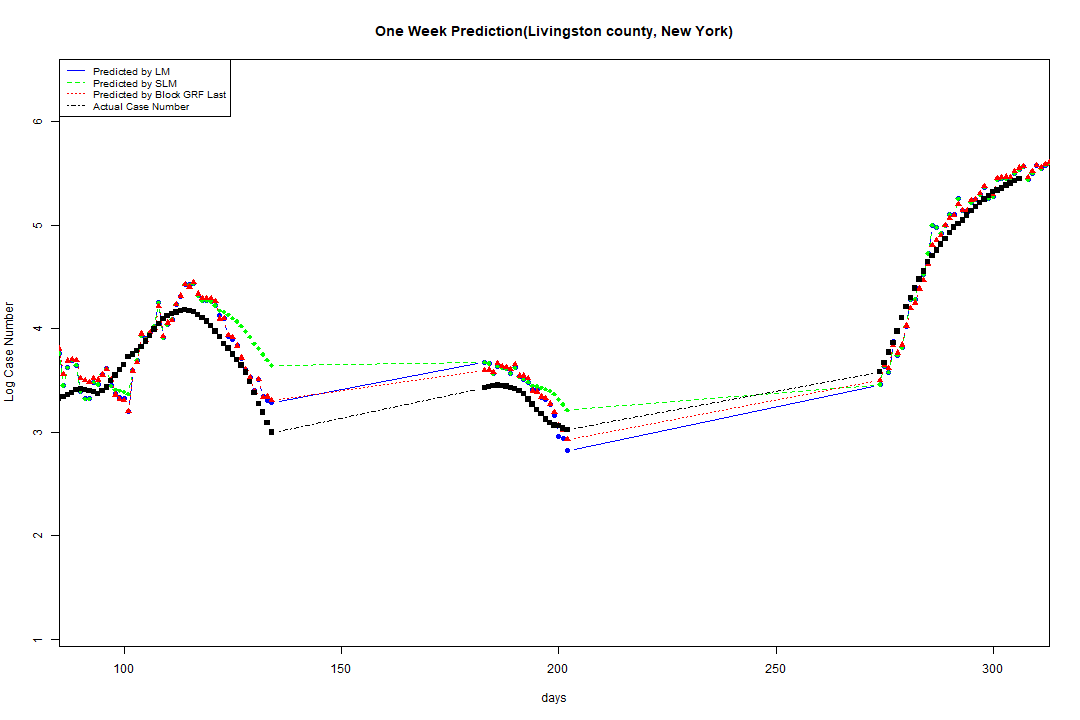 One Week Prediction(Livingston county, New York)
Predicted by LM
Predicted by SLM
Predicted by Block GRF Last
Actual Case Number
Log Case Number
6
5
4
3
2
1
100 150 200 250 300
days